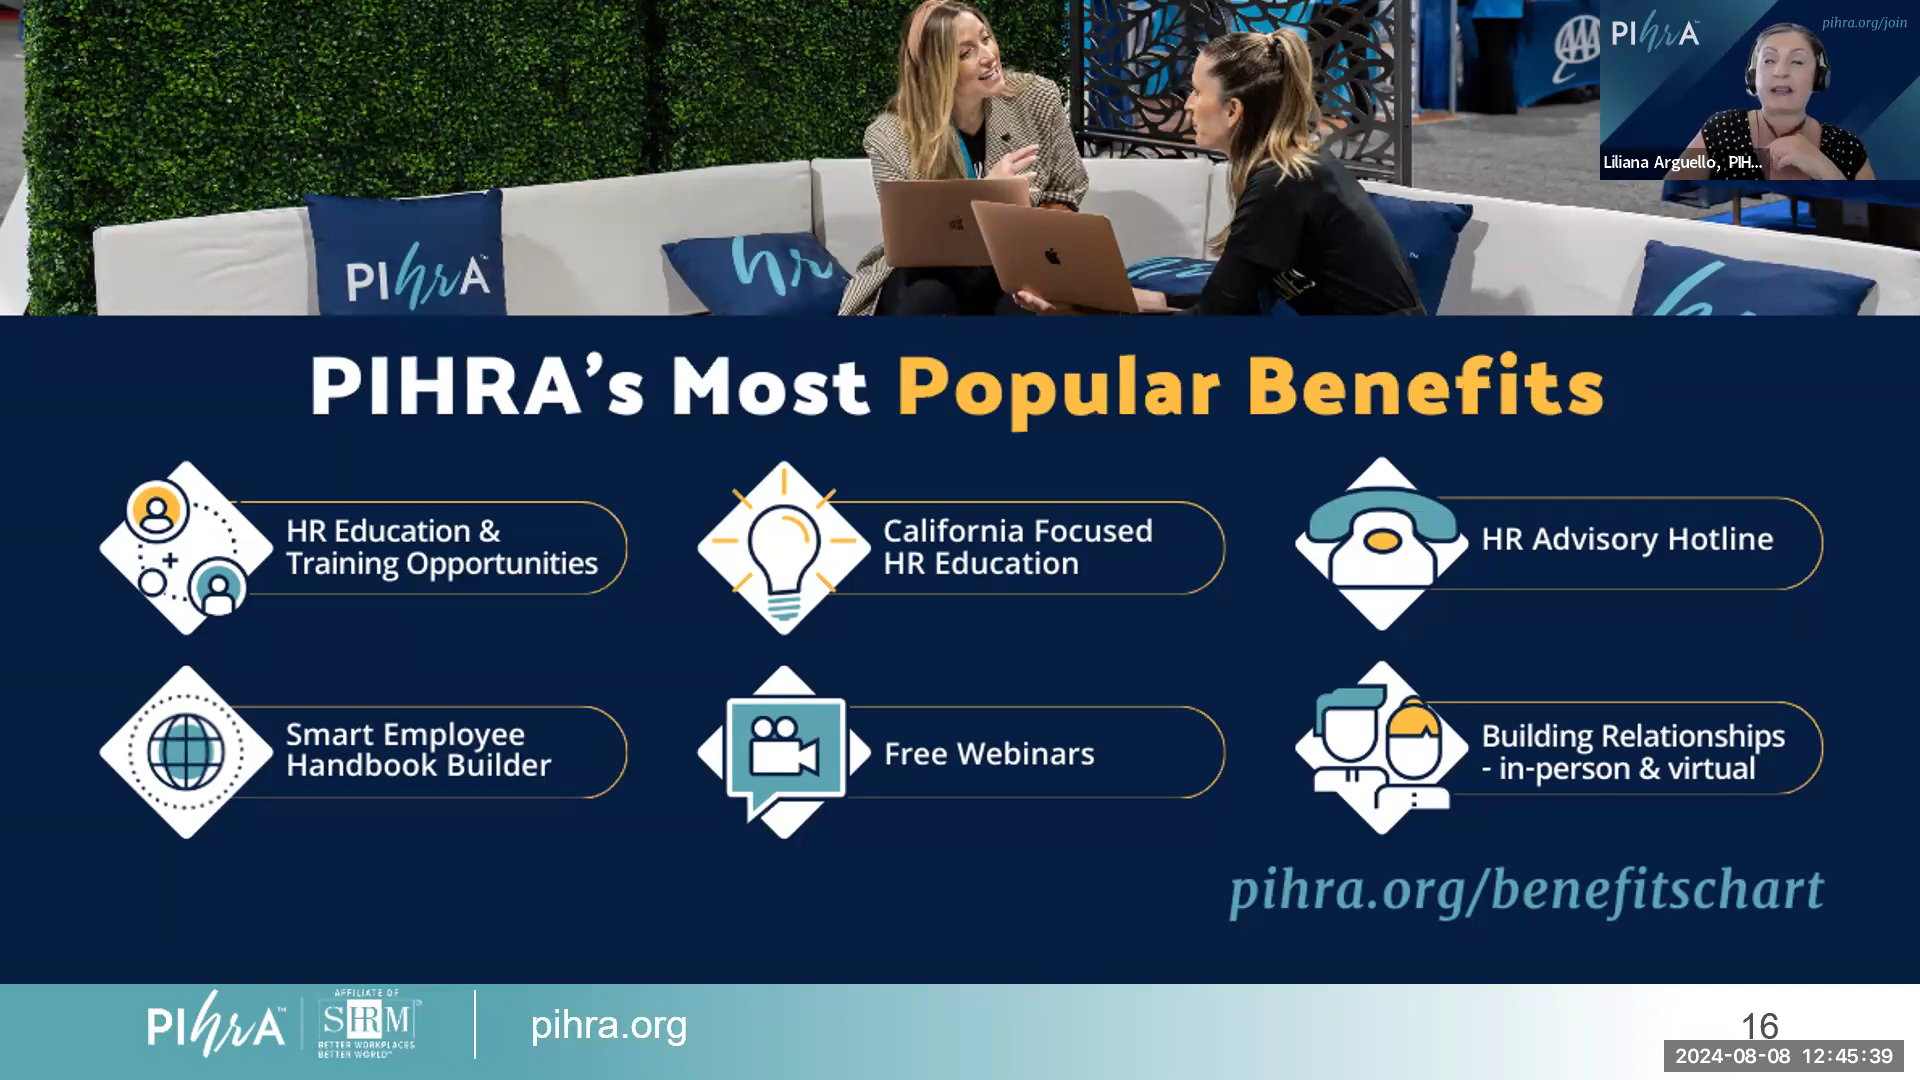 PIhrA
pihra.org/join
Liliana Arguello, PIH...
PIhrA
hr
PIHRA's Most Popular Benefits
HR Education &
Training Opportunities
California Focused
HR Education
HR Advisory Hotline
Smart Employee
Handbook Builder
Free Webinars
Building Relationships
- in-person & virtual
pihra.org/benefitschart
PIhrA™
AFFILIATE OF
SHRM
BETTER WORKPLACES
BETTER WORLD™
pihra.org
16
2024-08-08 12:45:39